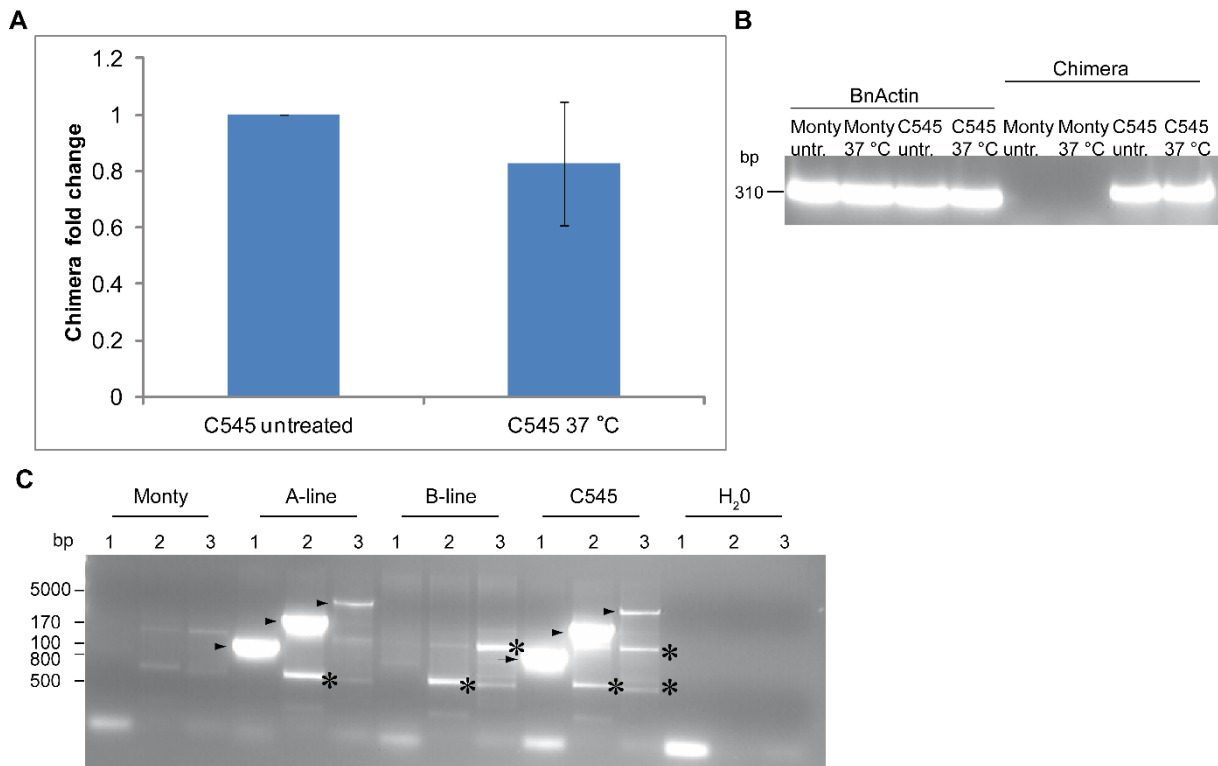 A
Chimera fold change
1.2
1
0.8
0.6
0.4
0.2
0
C545 untreated
C545 37 °C
B
Chimera
BnActin
Monty Monty C545 C545 Monty Monty C545 C545
untr. 37 °C untr. 37 °C untr. 37 °C untr. 37 °C
bp
310
C
Monty A-line B-line C545 H₂0
bp 1 2 3 1 2 3 1 2 3 1 2 3 1 2 3
5000
170
100
800
500
* * * * * *